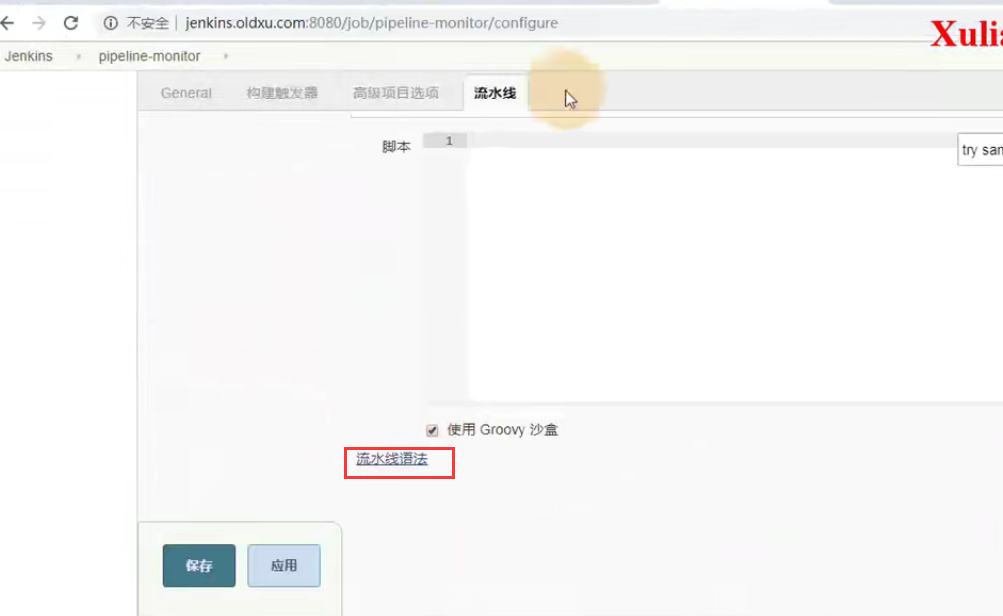 不安全 jenkins.oldxu.com:8080/job/pipeline-monitor/configure
Jenkins pipeline-monitor
General 构建触发器 高级项目选项 流水线
脚本 1
try sam
使用 Groovy 沙盒
流水线语法
保存 应用